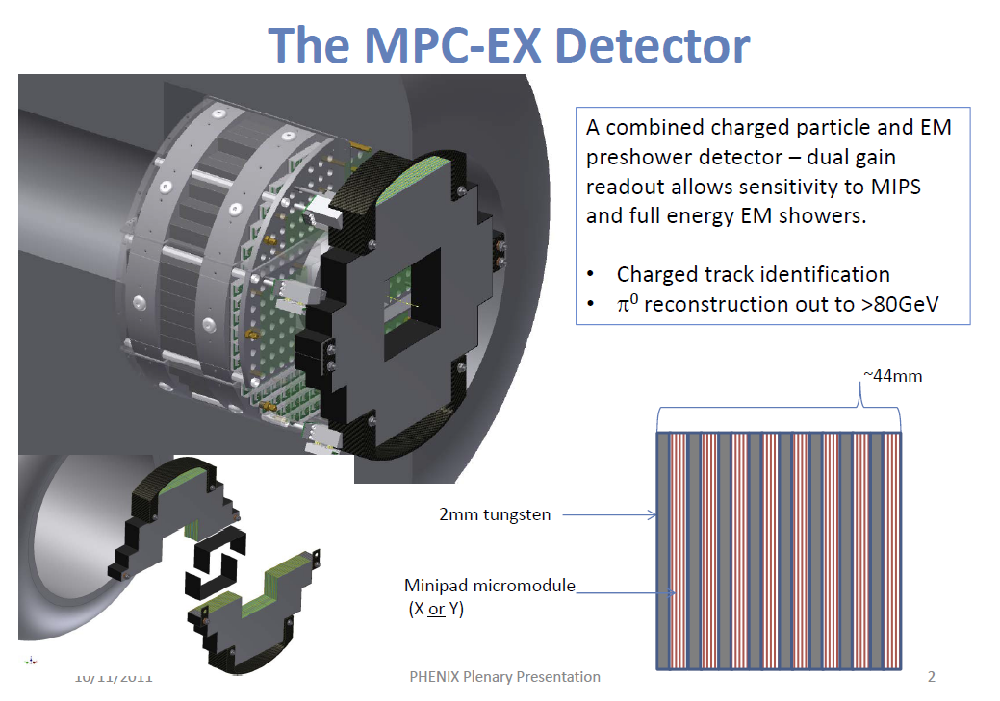 The MPC-EX Detector
A combined charged particle and EM
preshower detector – dual gain
readout allows sensitivity to MIPS
and full energy EM showers.
• Charged track identification
• π⁰ reconstruction out to >80GeV
~44mm
2mm tungsten
Minipad micromodule
(X or Y)
10/11/2011
PHENIX Plenary Presentation
2